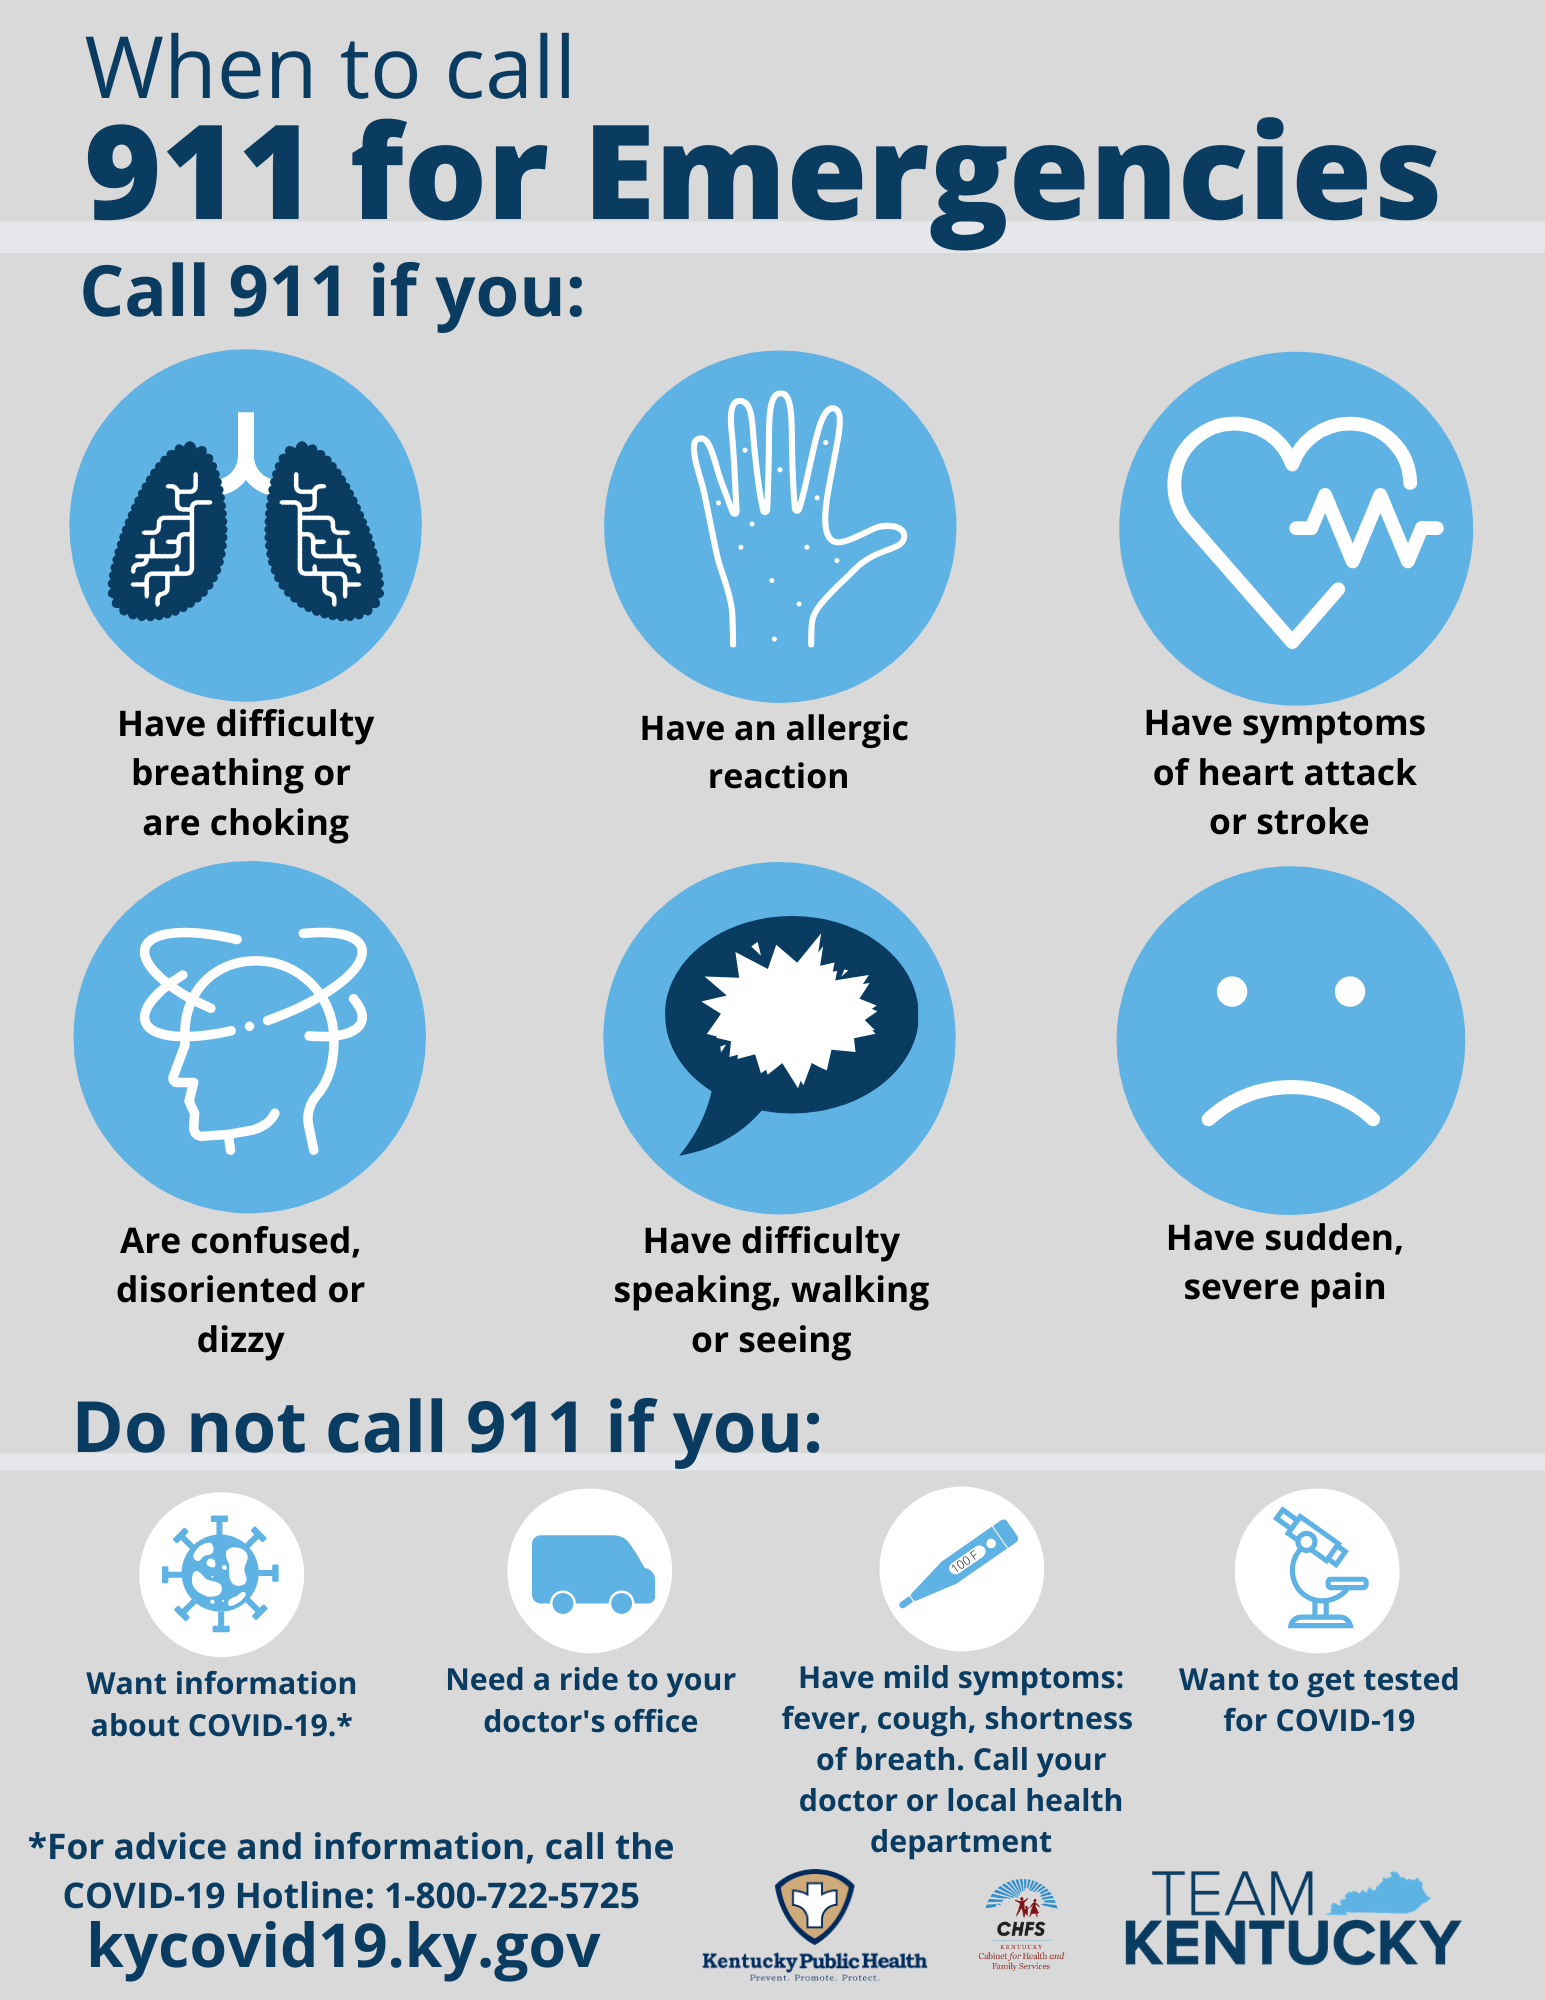 When to call
911 for Emergencies
Call 911 if you:
Have difficulty
breathing or
are choking
Have an allergic
reaction
Have symptoms
of heart attack
or stroke
Are confused,
disoriented or
dizzy
Have difficulty
speaking, walking
or seeing
Have sudden,
severe pain
Do not call 911 if you:
100 F
Want information
about COVID-19.*
Need a ride to your
doctor's office
Have mild symptoms:
fever, cough, shortness
of breath. Call your
doctor or local health
department
Want to get tested
for COVID-19
*For advice and information, call the
COVID-19 Hotline: 1-800-722-5725
kycovid19.ky.gov
Kentucky Public Health
Prevent. Promote. Protect.
CHFS
KENTUCKY
Cabinet for Health and
Family Services
TEAM
KENTUCKY